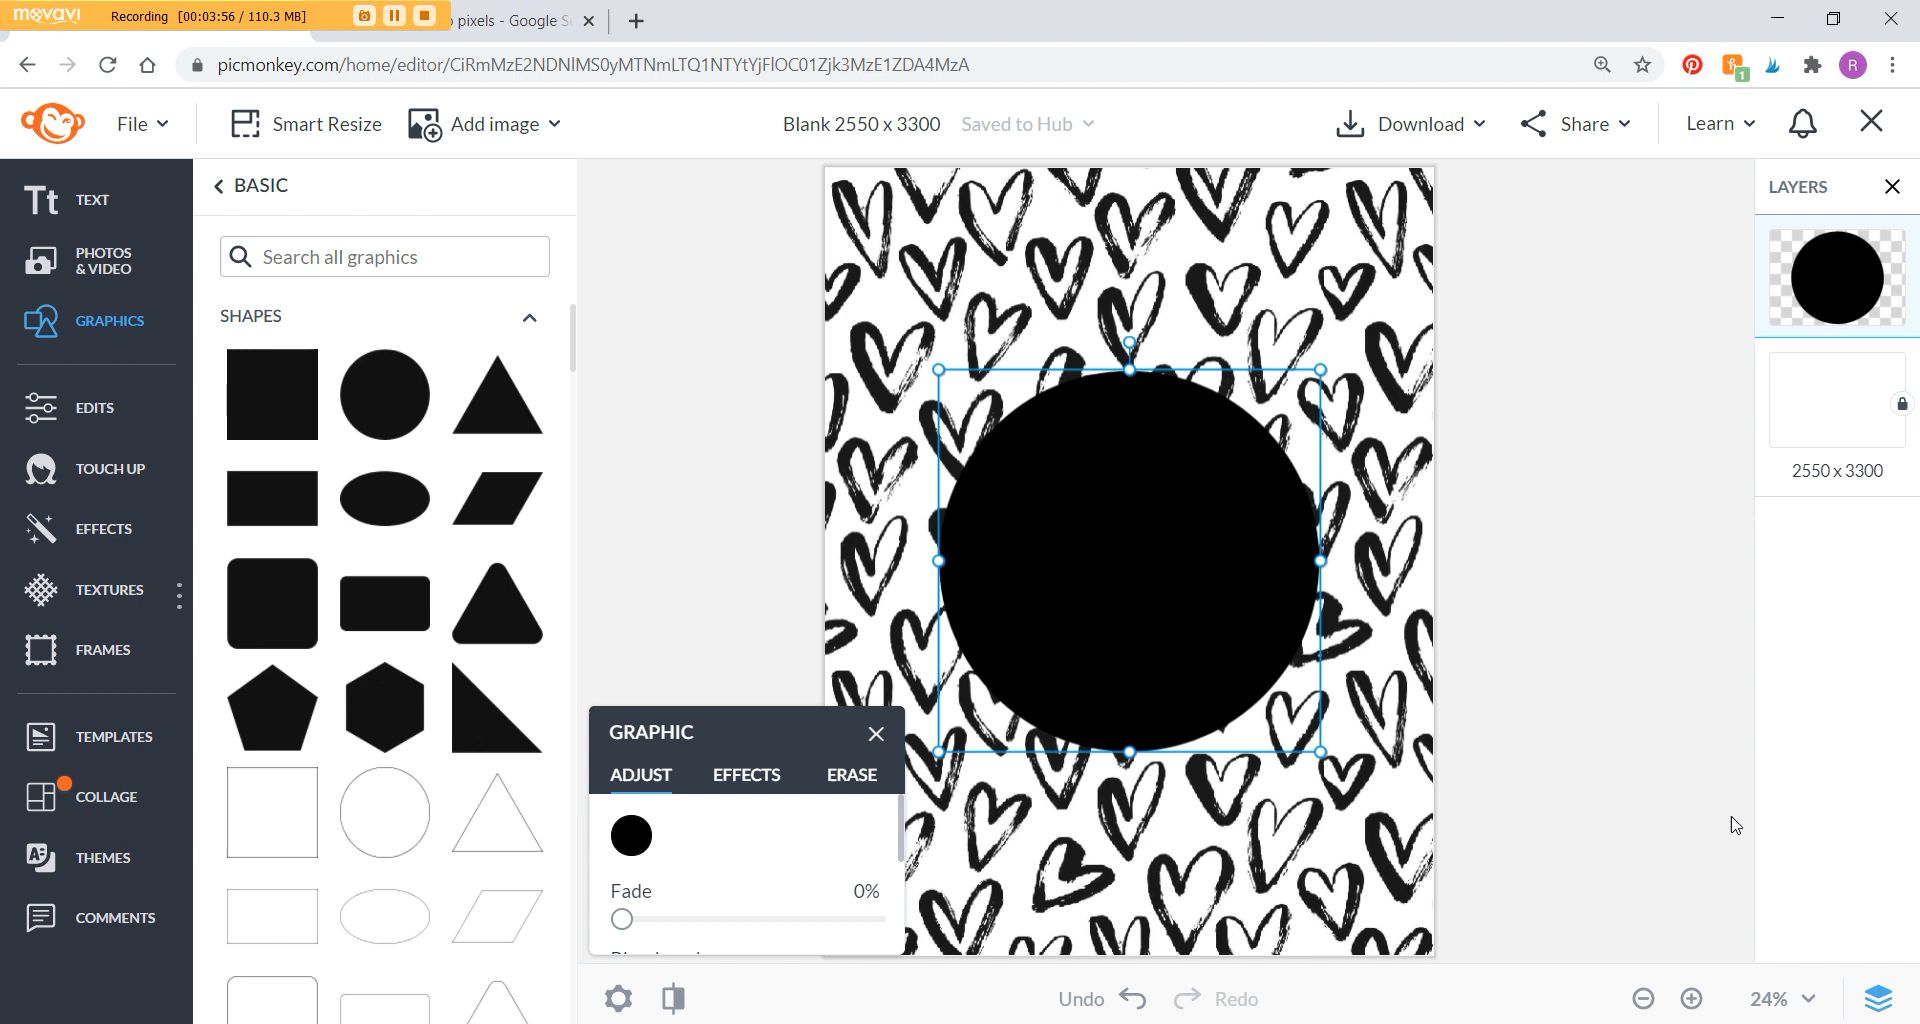 movavi
Recording [00:03:56 / 110.3 MB]
pixels - Google S
picmonkey.com/home/editor/CiRmMzE2NDNlMS0yMTNmLTQ1NTYtYjFlOC01Zjk3MzE1ZDA4MzA
1
R
File
Smart Resize
Add image
Blank 2550 x 3300
Saved to Hub
Download
Share
Learn
Tt
TEXT
PHOTOS
& VIDEO
GRAPHICS
EDITS
TOUCH UP
EFFECTS
TEXTURES
FRAMES
TEMPLATES
COLLAGE
THEMES
COMMENTS
BASIC
Search all graphics
SHAPES
GRAPHIC
ADJUST
EFFECTS
ERASE
Fade
0%
LAYERS
2550 x 3300
Undo
Redo
24%